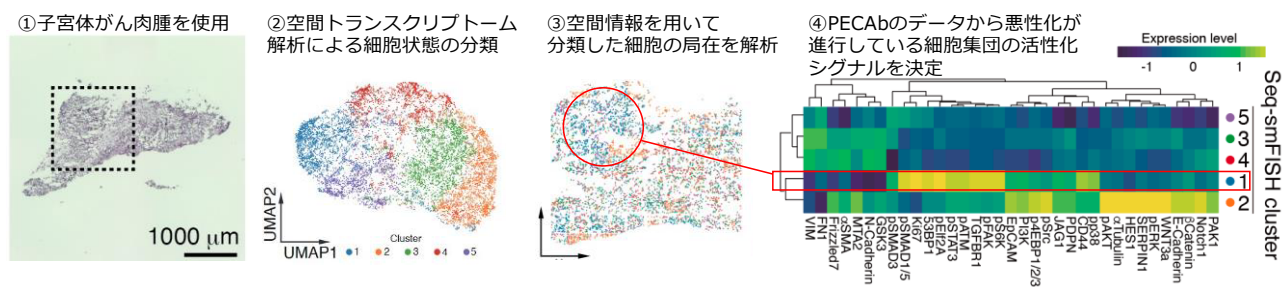 ①子宮体がん肉腫を使用
1000 μm
②空間トランスクリプトーム
解析による細胞状態の分類
UMAP2
UMAP1
Cluster
1 2 3 4 5
③空間情報を用いて
分類した細胞の局在を解析
④PECAbのデータから悪性化が
進行している細胞集団の活性化
シグナルを決定
Expression level
-1 0 1
5
3
4
1
2
Seq-smFISH cluster
VIM
FN1
Frizzled7
αSMA
MTA2
N-Cadherin
GSK3
pSMAD3
pSMAD1/5
Ki67
53BP1
pEIF2A
pSTAT3
pATM
TGFBR1
pFAK
pS6K
EpCAM
PI3K
p4EBP1/2/3
pSrc
JAG1
PDPN
CD44
pp38
pAKT
αTubulin
HES1
SERPIN1
pERK
WNT3a
E-Cadherin
βCatenin
Notch1
PAK1